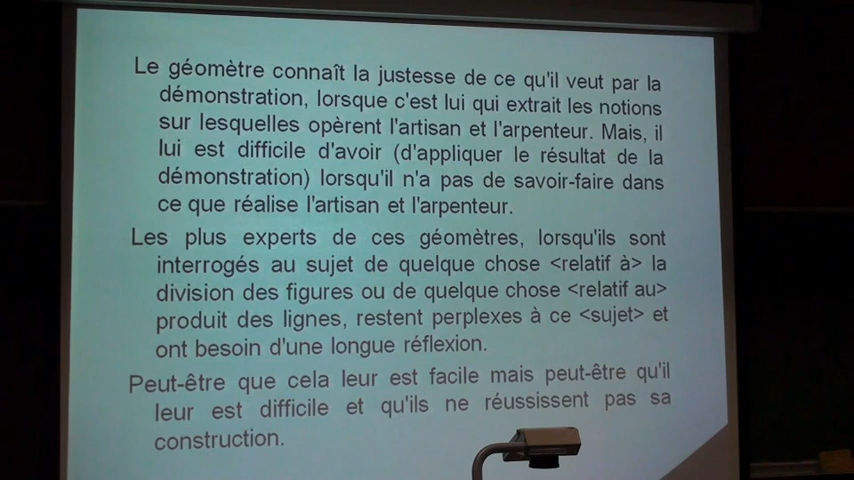 Le géomètre connaît la justesse de ce qu'il veut par la
démonstration, lorsque c'est lui qui extrait les notions
sur lesquelles opèrent l'artisan et l'arpenteur. Mais, il
lui est difficile d'avoir (d'appliquer le résultat de la
démonstration) lorsqu'il n'a pas de savoir-faire dans
ce que réalise l'artisan et l'arpenteur.
Les plus experts de ces géomètres, lorsqu'ils sont
interrogés au sujet de quelque chose <relatif à> la
division des figures ou de quelque chose <relatif au>
produit des lignes, restent perplexes à ce <sujet> et
ont besoin d'une longue réflexion.
Peut-être que cela leur est facile mais peut-être qu'il
leur est difficile et qu'ils ne réussissent pas sa
construction.